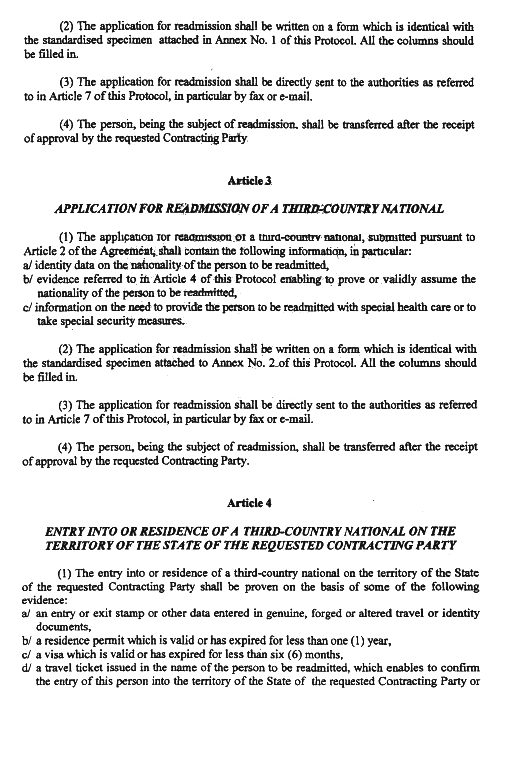 (2) The application for readmission shall be written on a form which is identical with
the standardised specimen attached in Annex No. 1 of this Protocol. All the columns should
be filled in.
(3) The application for readmission shall be directly sent to the authorities as referred
to in Article 7 of this Protocol, in particular by fax or e-mail.
(4) The person, being the subject of readmission, shall be transferred after the receipt
of approval by the requested Contracting Party.
Article 3
APPLICATION FOR READMISSION OF A THIRD-COUNTRY NATIONAL
(1) The application for readmission of a third-country national, submitted pursuant to
Article 2 of the Agreement, shall contain the following information, in particular:
a/ identity data on the nationality of the person to be readmitted,
b/ evidence referred to in Article 4 of this Protocol enabling to prove or validly assume the
nationality of the person to be readmitted,
c/ information on the need to provide the person to be readmitted with special health care or to
take special security measures.
(2) The application for readmission shall be written on a form which is identical with
the standardised specimen attached to Annex No. 2 of this Protocol. All the columns should
be filled in.
(3) The application for readmission shall be directly sent to the authorities as referred
to in Article 7 of this Protocol, in particular by fax or e-mail.
(4) The person, being the subject of readmission, shall be transferred after the receipt
of approval by the requested Contracting Party.
Article 4
ENTRY INTO OR RESIDENCE OF A THIRD-COUNTRY NATIONAL ON THE
TERRITORY OF THE STATE OF THE REQUESTED CONTRACTING PARTY
(1) The entry into or residence of a third-country national on the territory of the State
of the requested Contracting Party shall be proven on the basis of some of the following
evidence:
a/ an entry or exit stamp or other data entered in genuine, forged or altered travel or identity
documents,
b/ a residence permit which is valid or has expired for less than one (1) year,
c/ a visa which is valid or has expired for less than six (6) months,
d/ a travel ticket issued in the name of the person to be readmitted, which enables to confirm
the entry of this person into the territory of the State of the requested Contracting Party or